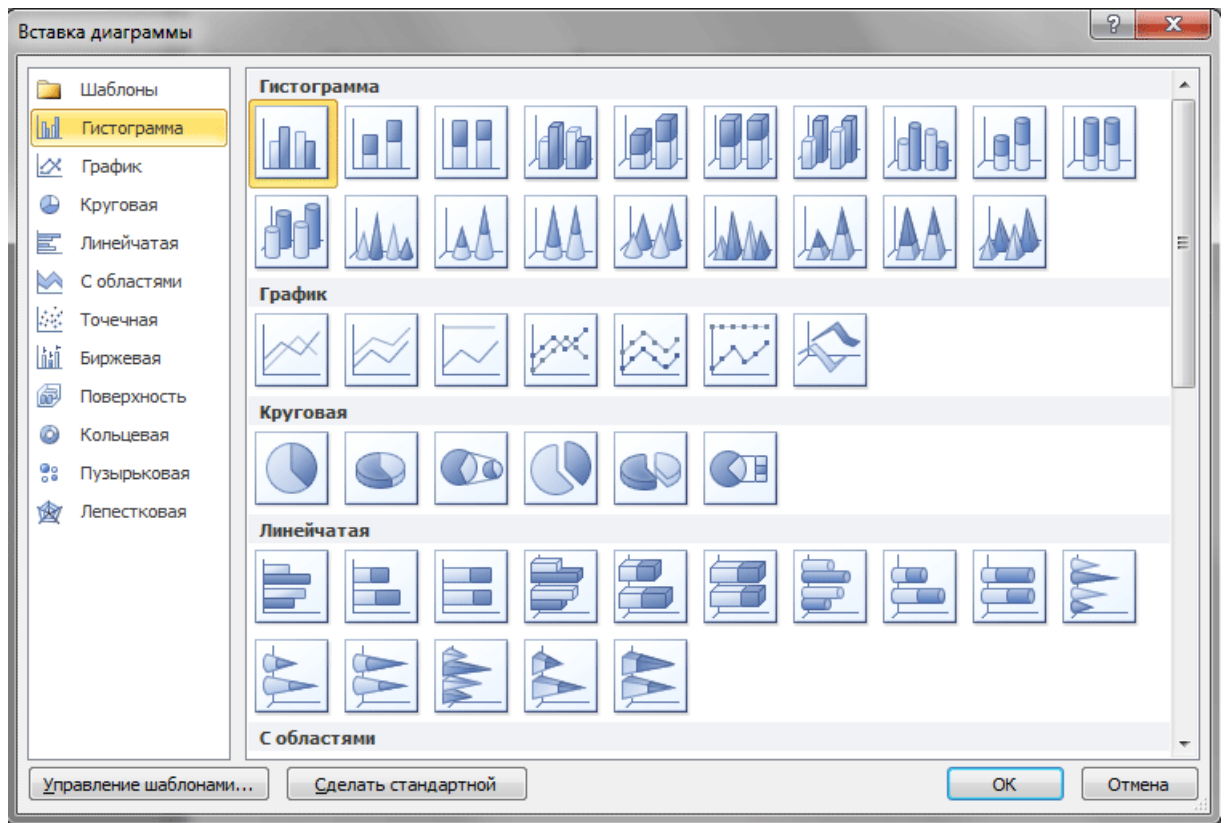 Вставка диаграммы
Шаблоны
Гистограмма
График
Круговая
Линейчатая
С областями
Точечная
Биржевая
Поверхность
Кольцевая
Пузырьковая
Лепестковая
Гистограмма
График
Круговая
Линейчатая
С областями
Управление шаблонами...
Сделать стандартной
ОК
Отмена